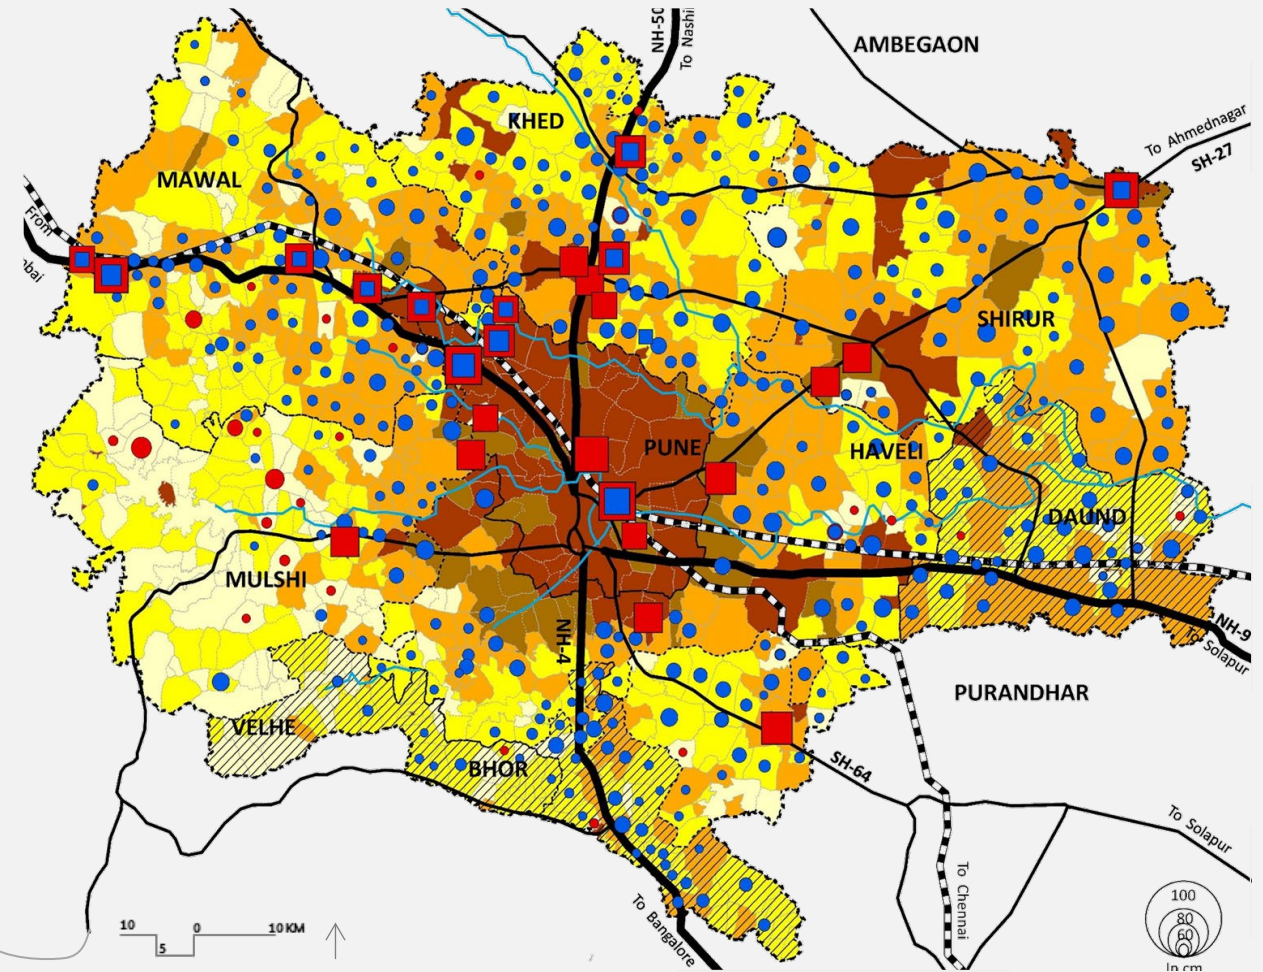 NH-50
To Nashi
AMBEGAON
To Ahmednagar
SH-27
KHED
MAWAL
From
bai
SHIRUR
PUNE
HAVELI
DAUND
MULSHI
NH-4
NH-9
To Solapur
PURANDHAR
VELHE
BHOR
SH-64
To Solapur
To Chennai
To Bangalore
10 0 10 KM
5
100
80
60
In cm